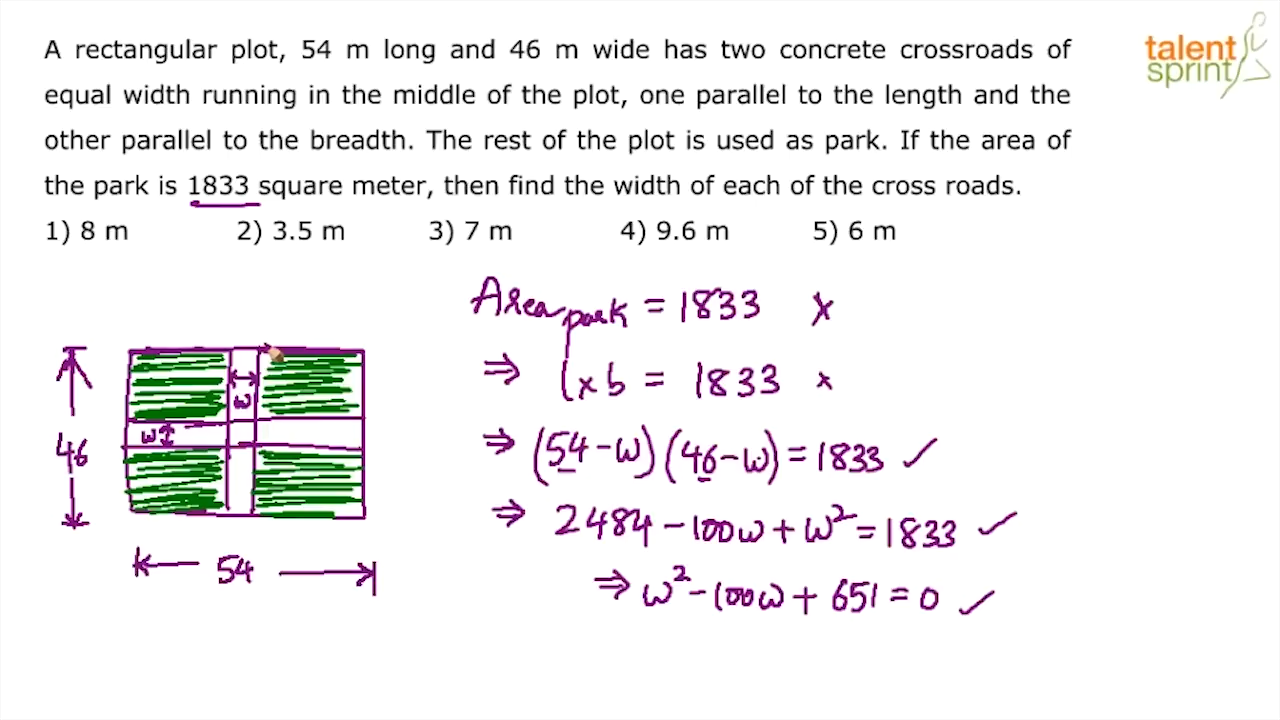 A rectangular plot, 54 m long and 46 m wide has two concrete crossroads of
equal width running in the middle of the plot, one parallel to the length and the
other parallel to the breadth. The rest of the plot is used as park. If the area of
the park is 1833 square meter, then find the width of each of the cross roads.
1) 8 m 2) 3.5 m 3) 7 m 4) 9.6 m 5) 6 m
talent
sprint
Area park = 1833 x
⇒ l x b = 1833 x
⇒ (54 - w) (46 - w) = 1833 ✓
⇒ 2484 - 100w + w² = 1833 ✓
⇒ w² - 100w + 651 = 0 ✓
w
w
46
54